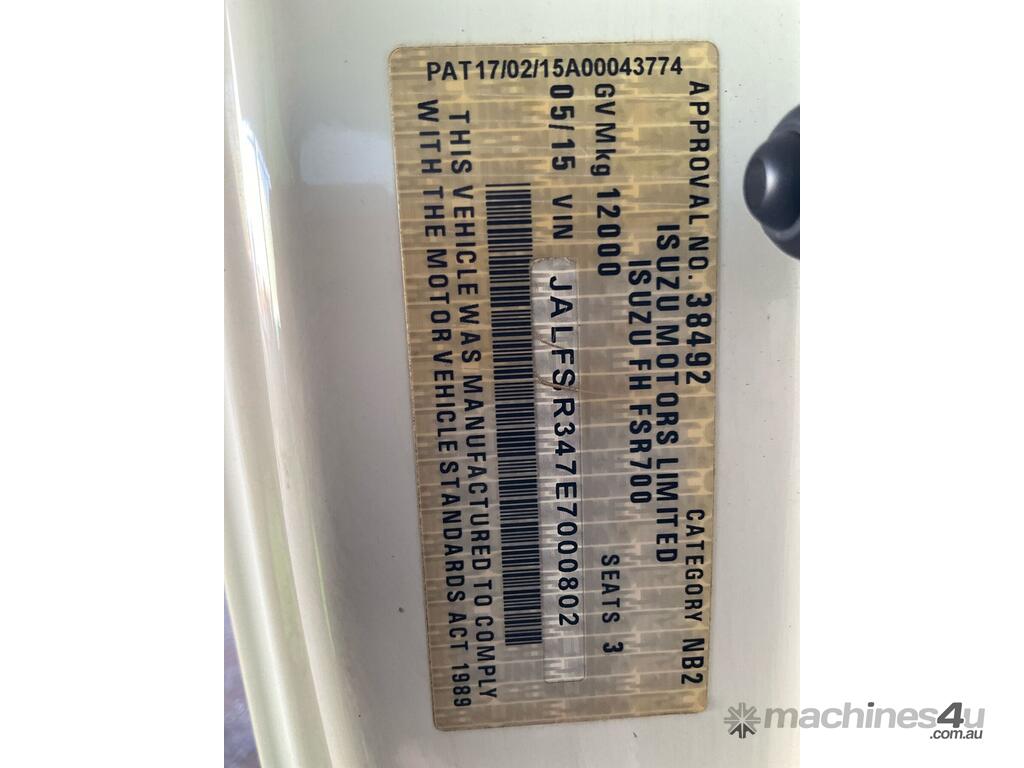 PAT17/02/15A00043774
APPROVAL NO. 38492 CATEGORY NB2
ISUZU MOTORS LIMITED
ISUZU FH FSR700
GVMkg 12000 SEATS 3
05/15 VIN JALFSR347E7000802
THIS VEHICLE WAS MANUFACTURED TO COMPLY
WITH THE MOTOR VEHICLE STANDARDS ACT 1989
machines4u
.com.au